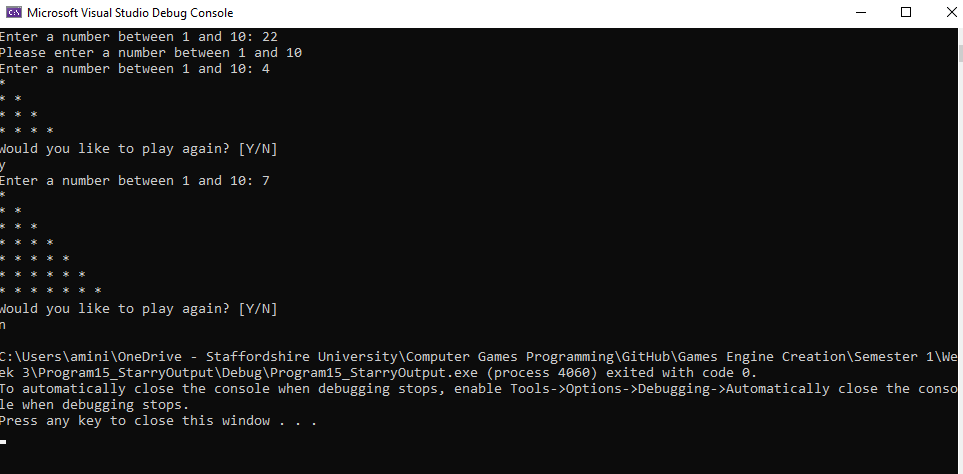 Microsoft Visual Studio Debug Console
Enter a number between 1 and 10: 22
Please enter a number between 1 and 10
Enter a number between 1 and 10: 4
*
* *
* * *
* * * *
Would you like to play again? [Y/N]
y
Enter a number between 1 and 10: 7
*
* *
* * *
* * * *
* * * * *
* * * * * *
* * * * * * *
Would you like to play again? [Y/N]
n
C:\Users\amini\OneDrive - Staffordshire University\Computer Games Programming\GitHub\Games Engine Creation\Semester 1\We
ek 3\Program15_StarryOutput\Debug\Program15_StarryOutput.exe (process 4060) exited with code 0.
To automatically close the console when debugging stops, enable Tools->Options->Debugging->Automatically close the conso
le when debugging stops.
Press any key to close this window . . .